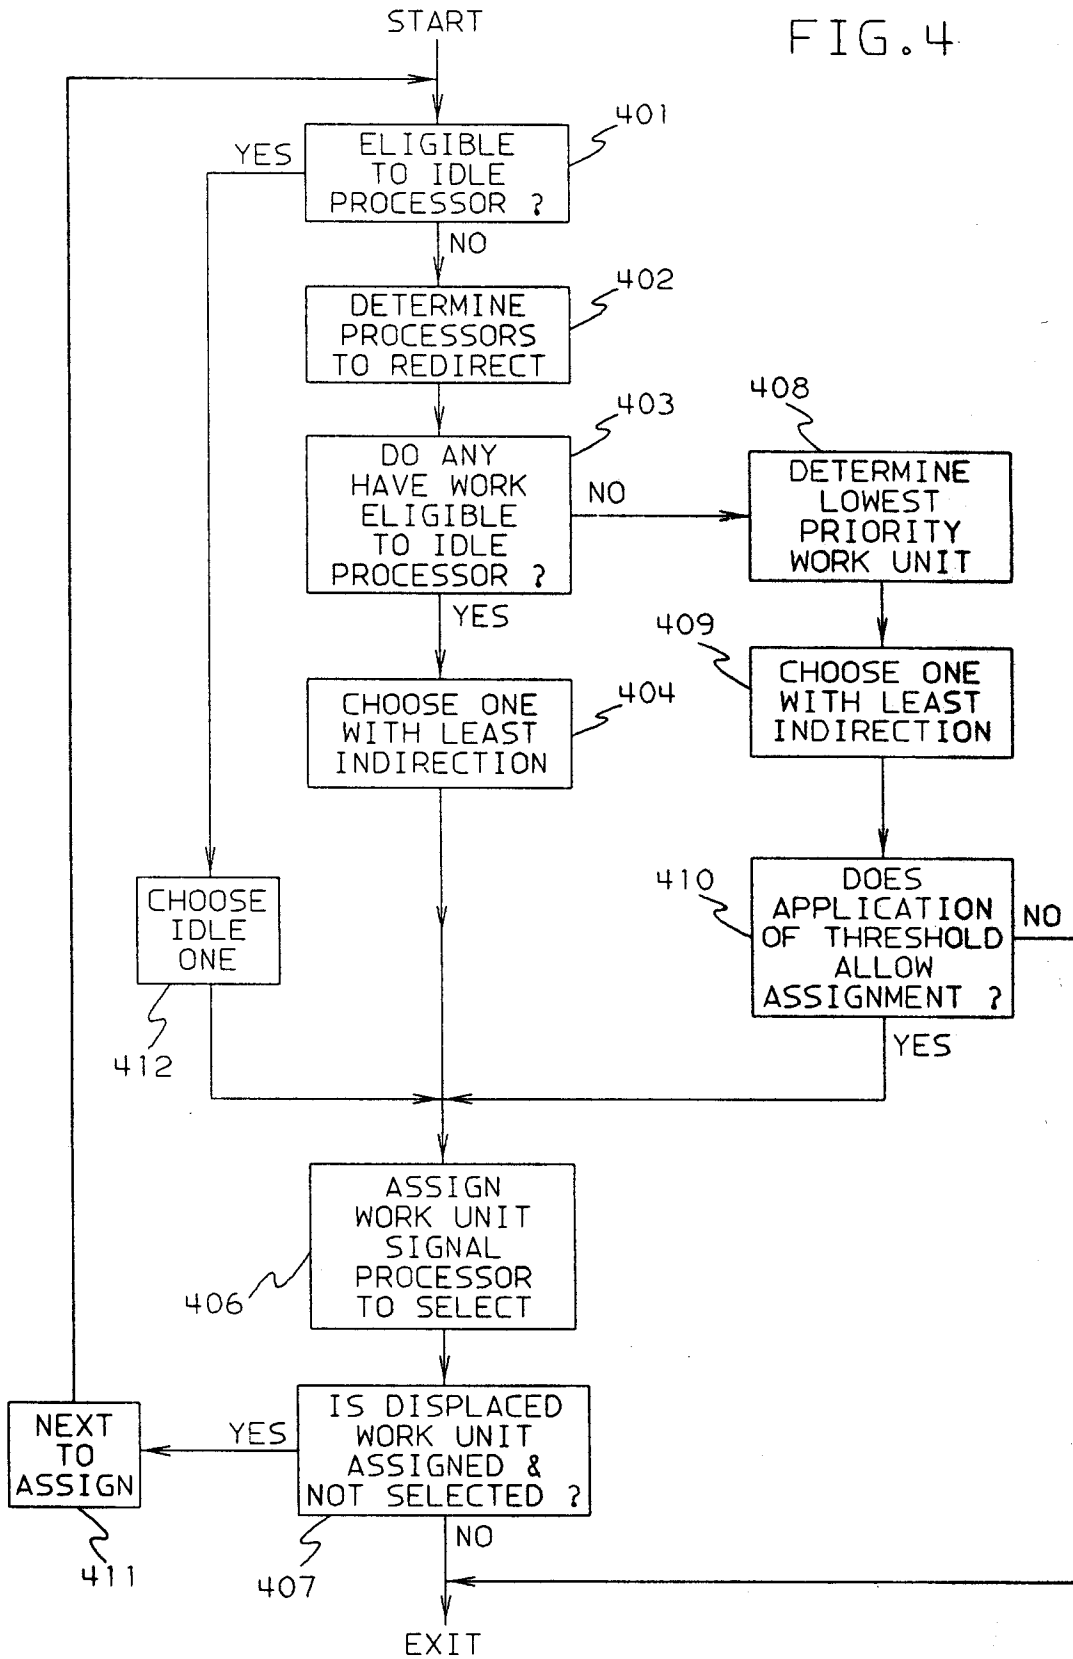 START
FIG.4
401
YES
ELIGIBLE
TO IDLE
PROCESSOR ?
NO
402
DETERMINE
PROCESSORS
TO REDIRECT
403
408
DO ANY
HAVE WORK
ELIGIBLE
TO IDLE
PROCESSOR ?
NO
DETERMINE
LOWEST
PRIORITY
WORK UNIT
YES
409
404
CHOOSE ONE
WITH LEAST
INDIRECTION
CHOOSE ONE
WITH LEAST
INDIRECTION
CHOOSE
IDLE
ONE
412
410
DOES
APPLICATION
OF THRESHOLD
ALLOW
ASSIGNMENT ?
NO
YES
ASSIGN
WORK UNIT
SIGNAL
PROCESSOR
TO SELECT
406
IS DISPLACED
WORK UNIT
ASSIGNED &
NOT SELECTED ?
YES
NEXT
TO
ASSIGN
NO
411
407
EXIT